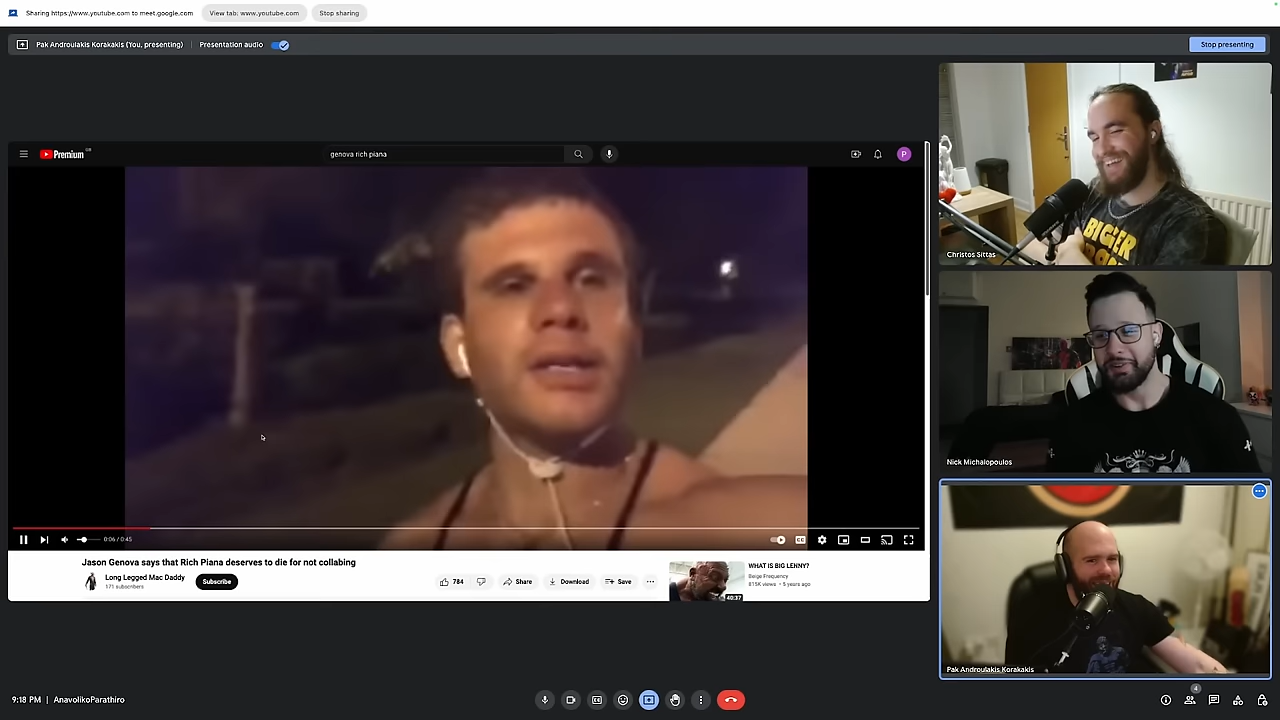 Sharing https://www.youtube.com to meet.google.com
View tab: www.youtube.com
Stop sharing
Pak Androulakis Korakakis (You, presenting)
Presentation audio
Stop presenting
Premium
GB
genova rich piana
P
BIGGER
Christos Sittas
Nick Michalopoulos
Pak Androulakis Korakakis
0:06 / 0:45
Jason Genova says that Rich Piana deserves to die for not collabing
Long Legged Mac Daddy
171 subscribers
Subscribe
784
Share
Download
Save
WHAT IS BIG LENNY?
Beige Frequency
815K views • 5 years ago
40:37
9:18 PM | AnavolikoParathiro
4